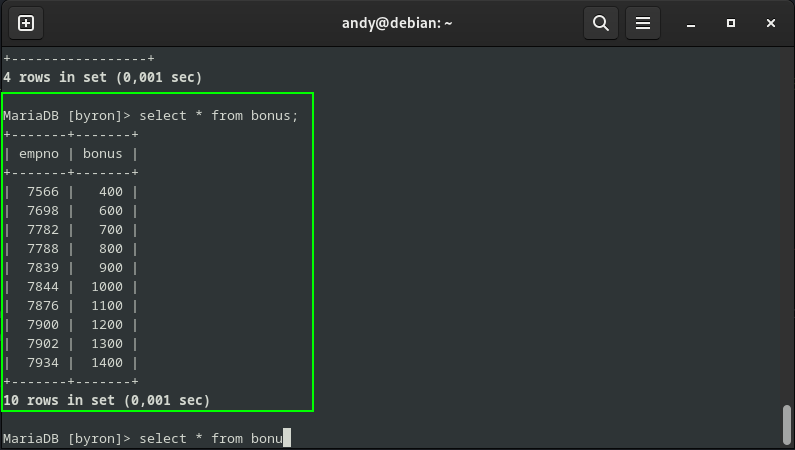 andy@debian: ~
+-----------------+
4 rows in set (0,001 sec)
MariaDB [byron]> select * from bonus;
+-------+-------+
| empno | bonus |
+-------+-------+
|  7566 |   400 |
|  7698 |   600 |
|  7782 |   700 |
|  7788 |   800 |
|  7839 |   900 |
|  7844 |  1000 |
|  7876 |  1100 |
|  7900 |  1200 |
|  7902 |  1300 |
|  7934 |  1400 |
+-------+-------+
10 rows in set (0,001 sec)
MariaDB [byron]> select * from bonu